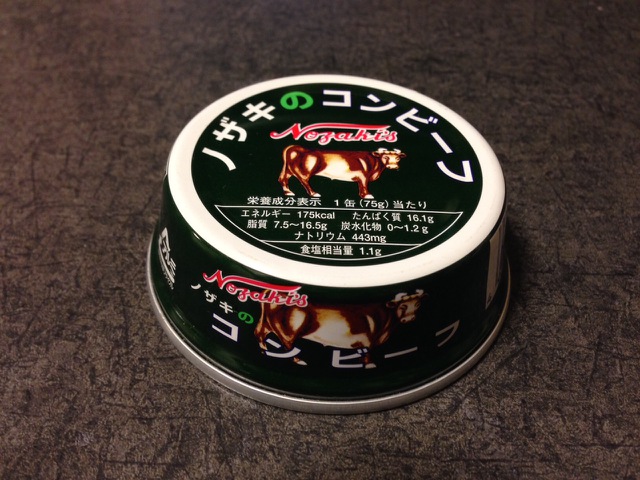 ノザキのコンビーフ
Nozaki's
栄養成分表示 1缶(75g)当たり
エネルギー 175kcal たんぱく質 16.1g
脂質 7.5〜16.5g 炭水化物 0〜1.2g
ナトリウム 443mg
食塩相当量 1.1g
Nozaki's
ノザキの
コンビーフ